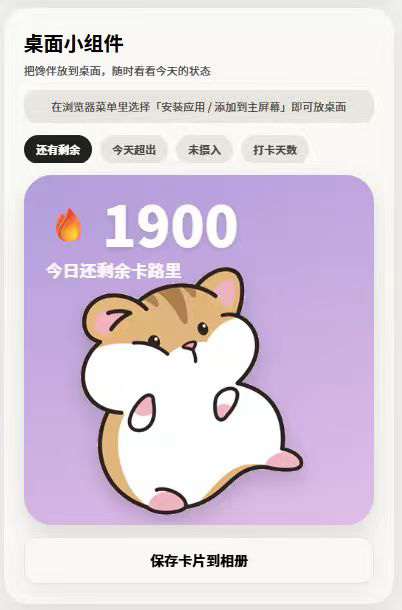 桌面小组件
把馋伴放到桌面，随时看看今天的状态
在浏览器菜单里选择「安装应用 / 添加到主屏幕」即可放桌面
还有剩余 今天超出 未摄入 打卡天数
1900
今日还剩余卡路里
保存卡片到相册